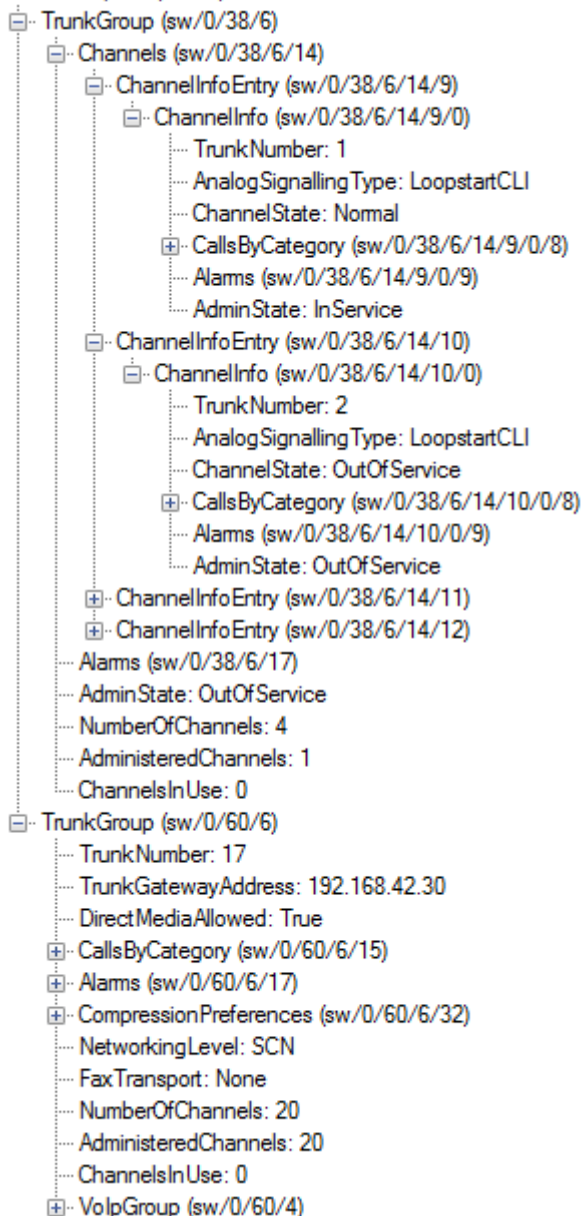 TrunkGroup (sw/0/38/6)
Channels (sw/0/38/6/14)
ChannelInfoEntry (sw/0/38/6/14/9)
ChannelInfo (sw/0/38/6/14/9/0)
TrunkNumber: 1
AnalogSignallingType: LoopstartCLI
ChannelState: Normal
CallsByCategory (sw/0/38/6/14/9/0/8)
Alarms (sw/0/38/6/14/9/0/9)
AdminState: InService
ChannelInfoEntry (sw/0/38/6/14/10)
ChannelInfo (sw/0/38/6/14/10/0)
TrunkNumber: 2
AnalogSignallingType: LoopstartCLI
ChannelState: OutOfService
CallsByCategory (sw/0/38/6/14/10/0/8)
Alarms (sw/0/38/6/14/10/0/9)
AdminState: OutOfService
ChannelInfoEntry (sw/0/38/6/14/11)
ChannelInfoEntry (sw/0/38/6/14/12)
Alarms (sw/0/38/6/17)
AdminState: OutOfService
NumberOfChannels: 4
AdministeredChannels: 1
ChannelsInUse: 0
TrunkGroup (sw/0/60/6)
TrunkNumber: 17
TrunkGatewayAddress: 192.168.42.30
DirectMediaAllowed: True
CallsByCategory (sw/0/60/6/15)
Alarms (sw/0/60/6/17)
CompressionPreferences (sw/0/60/6/32)
NetworkingLevel: SCN
FaxTransport: None
NumberOfChannels: 20
AdministeredChannels: 20
ChannelsInUse: 0
VoIpGroup (sw/0/60/4)